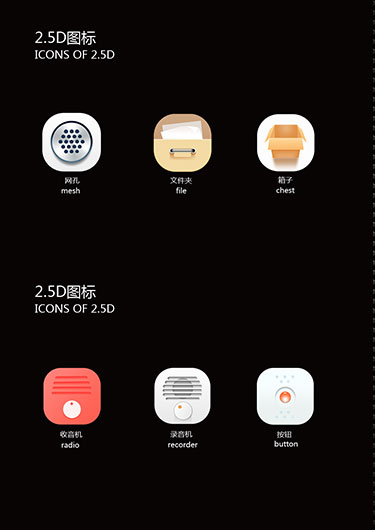 2.5D图标
ICONS OF 2.5D
网孔
mesh
文件夹
file
箱子
chest
2.5D图标
ICONS OF 2.5D
收音机
radio
录音机
recorder
按钮
button